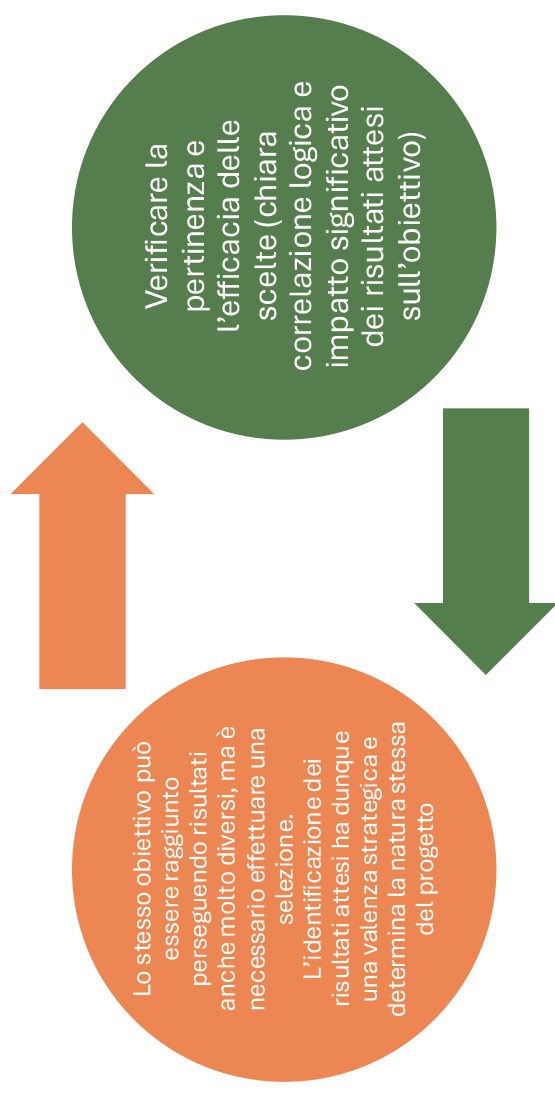 Lo stesso obiettivo può
essere raggiunto
perseguendo risultati
anche molto diversi, ma è
necessario effettuare una
selezione.
L’identificazione dei
risultati attesi ha dunque
una valenza strategica e
determina la natura stessa
del progetto
Verificare la
pertinenza e
l’efficacia delle
scelte (chiara
correlazione logica e
impatto significativo
dei risultati attesi
sull’obiettivo)